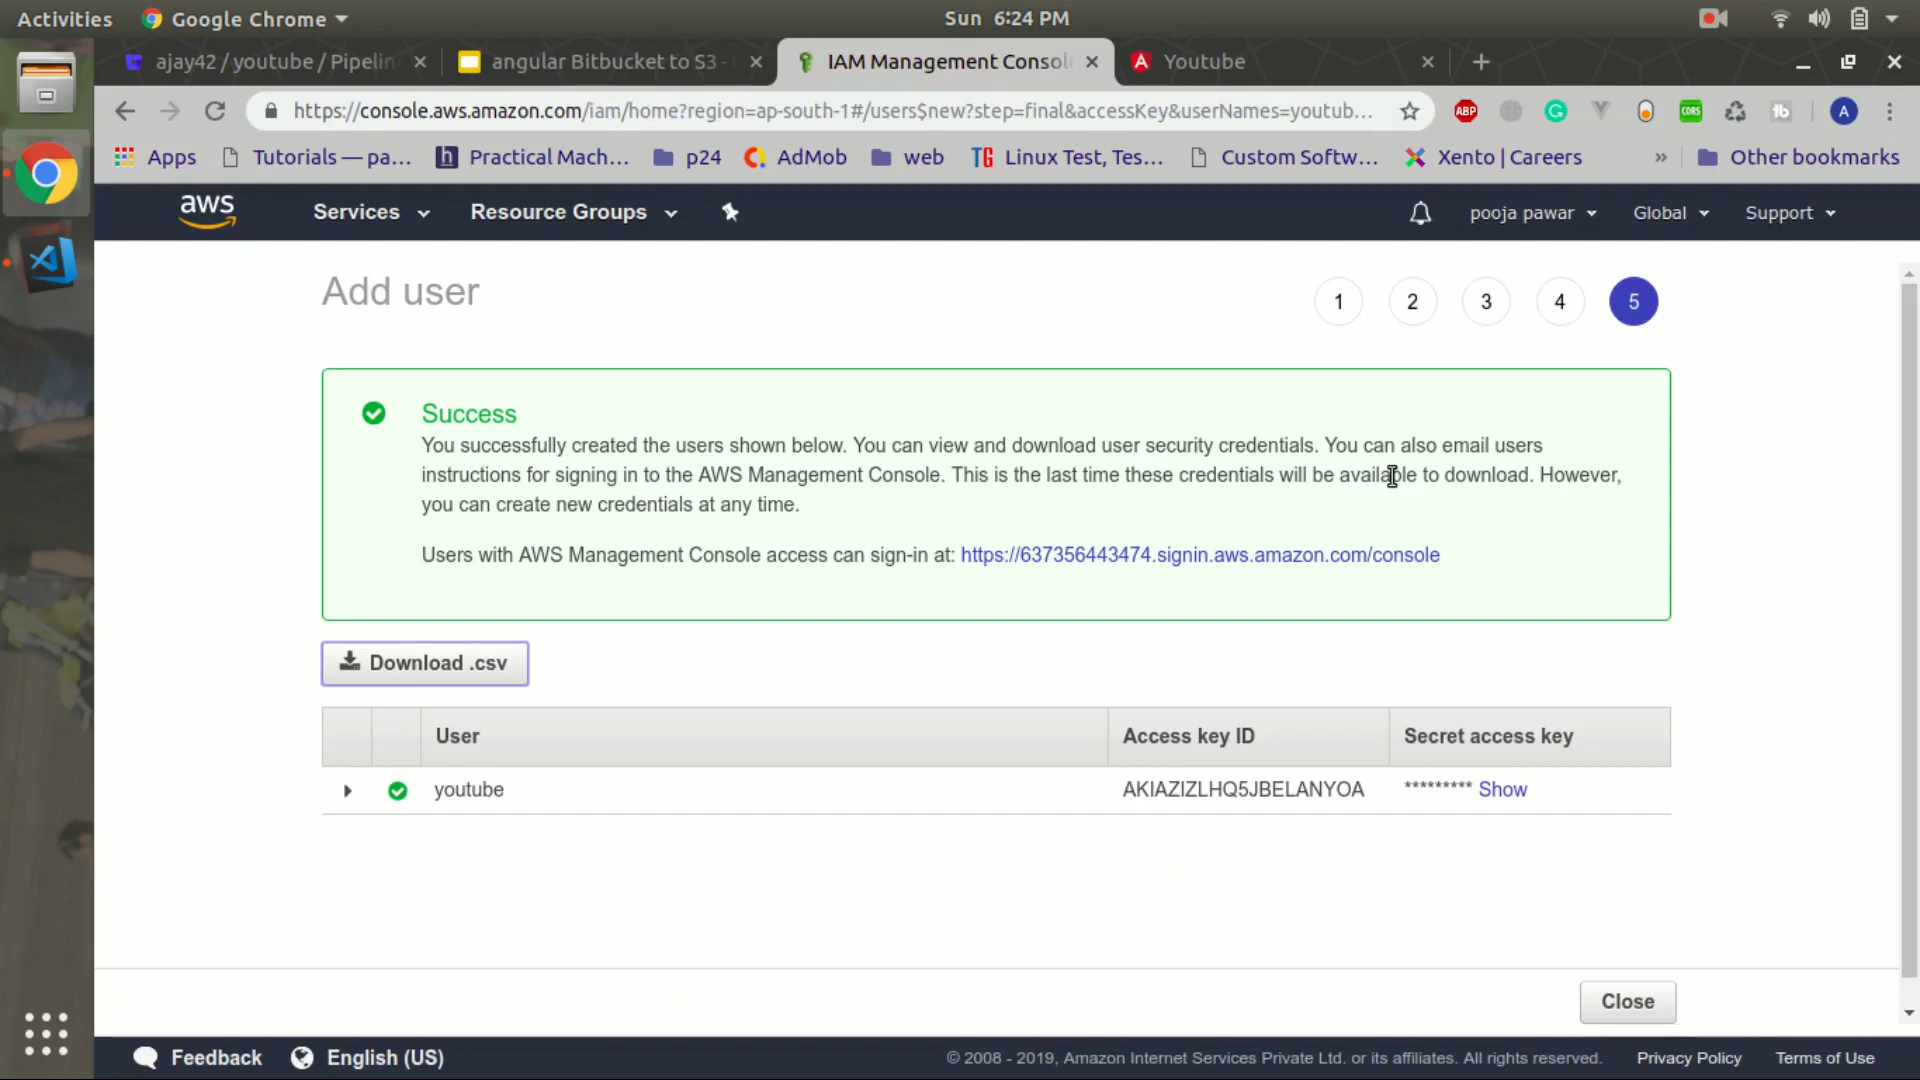 Activities
Google Chrome
Sun 6:24 PM
ajay42 / youtube / Pipelin
angular Bitbucket to S3 -
IAM Management Consol
Youtube
https://console.aws.amazon.com/iam/home?region=ap-south-1#/users$new?step=final&accessKey&userNames=youtub...
ABP
CORS
A
Apps
Tutorials — pa...
Practical Mach...
p24
AdMob
web
TG Linux Test, Tes...
Custom Softw...
Xento | Careers
»
Other bookmarks
aws
Services
Resource Groups
pooja pawar
Global
Support
Add user
1 2 3 4 5
Success
You successfully created the users shown below. You can view and download user security credentials. You can also email users
instructions for signing in to the AWS Management Console. This is the last time these credentials will be available to download. However,
you can create new credentials at any time.
Users with AWS Management Console access can sign-in at: https://637356443474.signin.aws.amazon.com/console
Download .csv
User
Access key ID
Secret access key
youtube
AKIAZIZLHQ5JBELANYOA
********* Show
Close
Feedback
English (US)
© 2008 - 2019, Amazon Internet Services Private Ltd. or its affiliates. All rights reserved.
Privacy Policy
Terms of Use